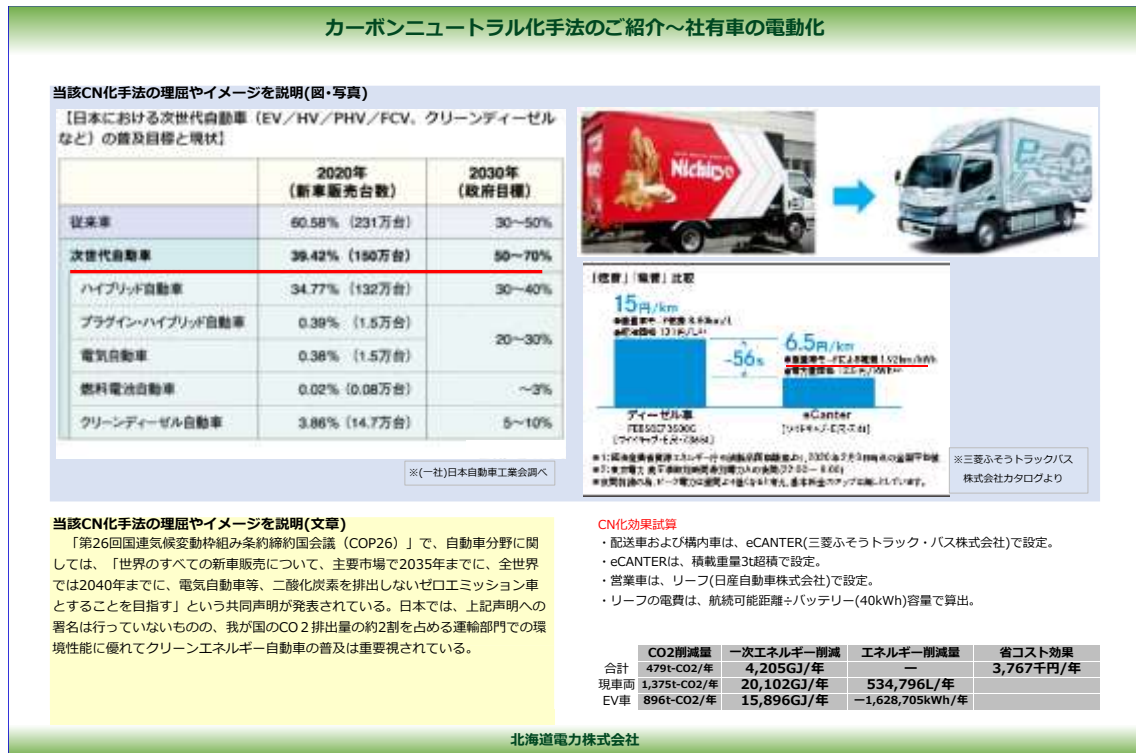 カーボンニュートラル化手法のご紹介～社有車の電動化
当該CN化手法の理屈やイメージを説明(図・写真)
【日本における次世代自動車（EV／HV／PHV／FCV、クリーンディーゼル
など）の普及目標と現状】
2020年 2030年
（新車販売台数） （政府目標）
従来車 60.58%（231万台） 30～50%
次世代自動車 39.42%（150万台） 50～70%
ハイブリッド自動車 34.77%（132万台） 30～40%
プラグイン・ハイブリッド自動車 0.39%（1.5万台）
20～30%
電気自動車 0.38%（1.5万台）
燃料電池自動車 0.02%（0.08万台） ～3%
クリーンディーゼル自動車 3.86%（14.7万台） 5～10%
※(一社)日本自動車工業会調べ
Nichiryo
「燃費」「電費」比較
15円/km
6.5円/km
-56%
ディーゼル車 eCanter
※三菱ふそうトラックバス
株式会社カタログより
当該CN化手法の理屈やイメージを説明(文章)
「第26回国連気候変動枠組み条約締約国会議（COP26）」で、自動車分野に関
しては、「世界のすべての新車販売について、主要市場で2035年までに、全世界
では2040年までに、電気自動車等、二酸化炭素を排出しないゼロエミッション車
とすることを目指す」という共同声明が発表されている。日本では、上記声明への
署名は行っていないものの、我が国のCO２排出量の約2割を占める運輸部門での環
境性能に優れてクリーンエネルギー自動車の普及は重要視されている。
CN化効果試算
・配送車および構内車は、eCANTER(三菱ふそうトラック・バス株式会社)で設定。
・eCANTERは、積載重量3t超積で設定。
・営業車は、リーフ(日産自動車株式会社)で設定。
・リーフの電費は、航続可能距離÷バッテリー(40kWh)容量で算出。
CO2削減量 一次エネルギー削減 エネルギー削減量 省コスト効果
合計 479t-CO2/年 4,205GJ/年 ー 3,767千円/年
現車両 1,375t-CO2/年 20,102GJ/年 534,796L/年
EV車 896t-CO2/年 15,896GJ/年 ー1,628,705kWh/年
北海道電力株式会社